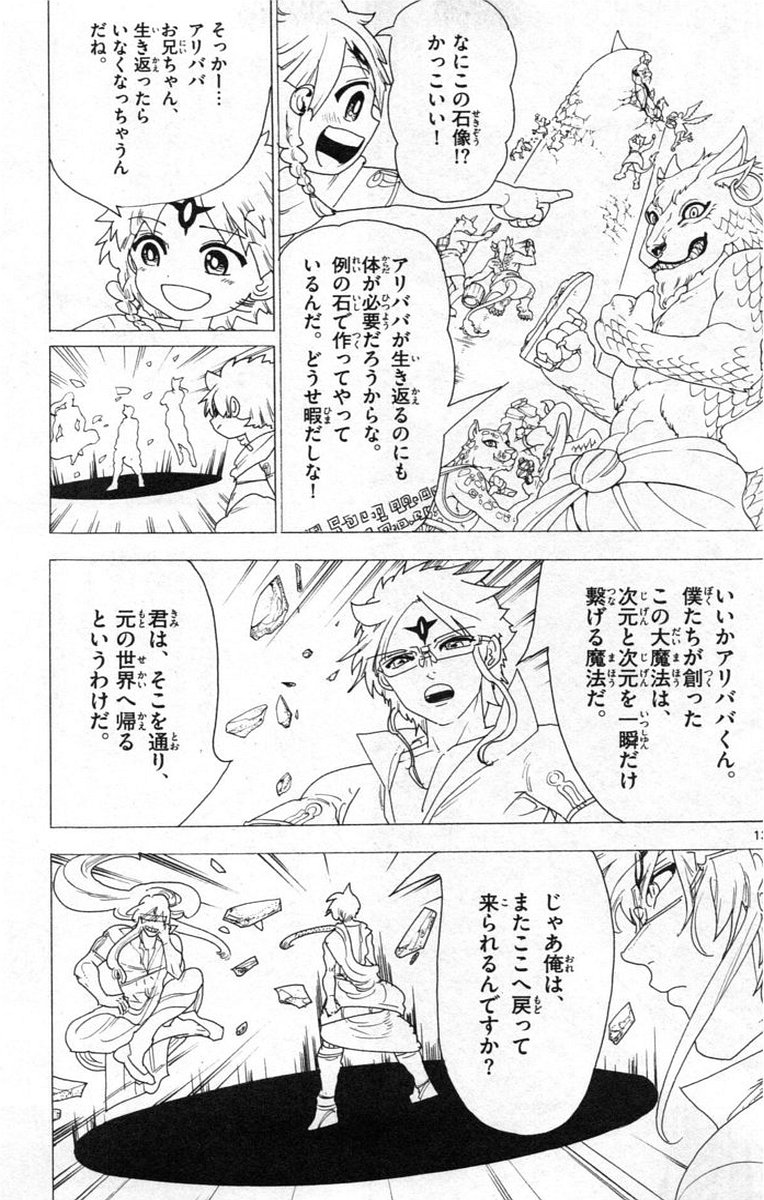 なにこの石像!?
かっこいい!
アリババが生き返るのにも
体が必要だろうからな。
例の石で作ってやって
いるんだ。どうせ暇だしな!
そっかー…
アリババ
お兄ちゃん、
生き返ったら
いなくなっちゃうん
だね。
いいかアリババくん。
僕たちが創った
この大魔法は、
次元と次元を一瞬だけ
繋げる魔法だ。
君は、そこを通り、
元の世界へ帰る
というわけだ。
13
じゃあ俺は、
またここへ戻って
来られるんですか?